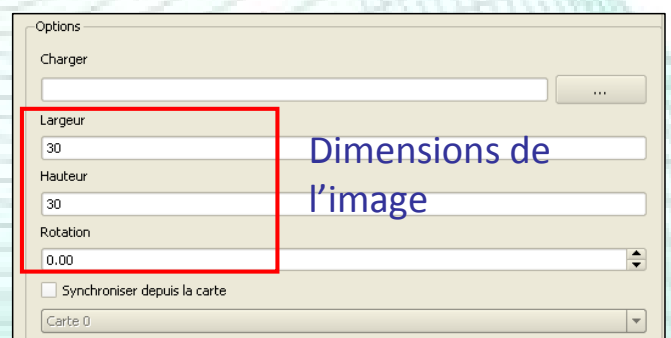 Options
Charger
...
Largeur
30
Hauteur
30
Rotation
0.00
Synchroniser depuis la carte
Carte 0
Dimensions de
l’image